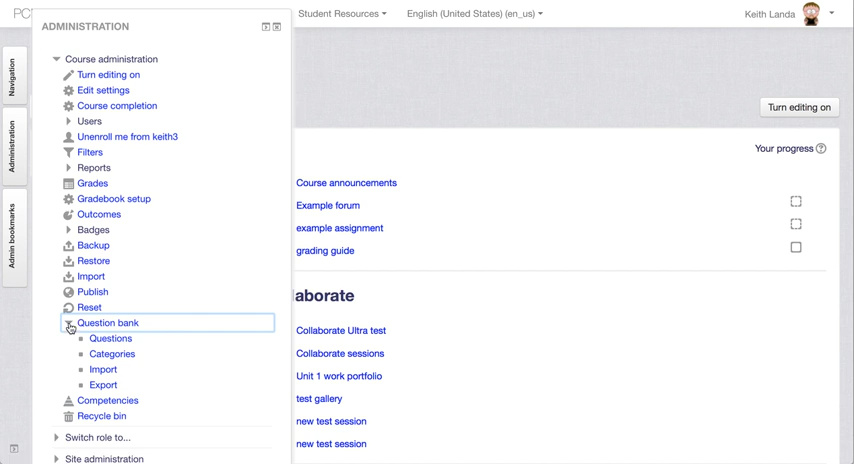 PC
Student Resources
English (United States) (en_us)
Keith Landa
ADMINISTRATION
Navigation
Administration
Admin bookmarks
Course administration
Turn editing on
Edit settings
Course completion
Users
Unenroll me from keith3
Filters
Reports
Grades
Gradebook setup
Outcomes
Badges
Backup
Restore
Import
Publish
Reset
Question bank
Questions
Categories
Import
Export
Competencies
Recycle bin
Switch role to...
Site administration
Turn editing on
Your progress
Course announcements
Example forum
example assignment
grading guide
laborate
Collaborate Ultra test
Collaborate sessions
Unit 1 work portfolio
test gallery
new test session
new test session